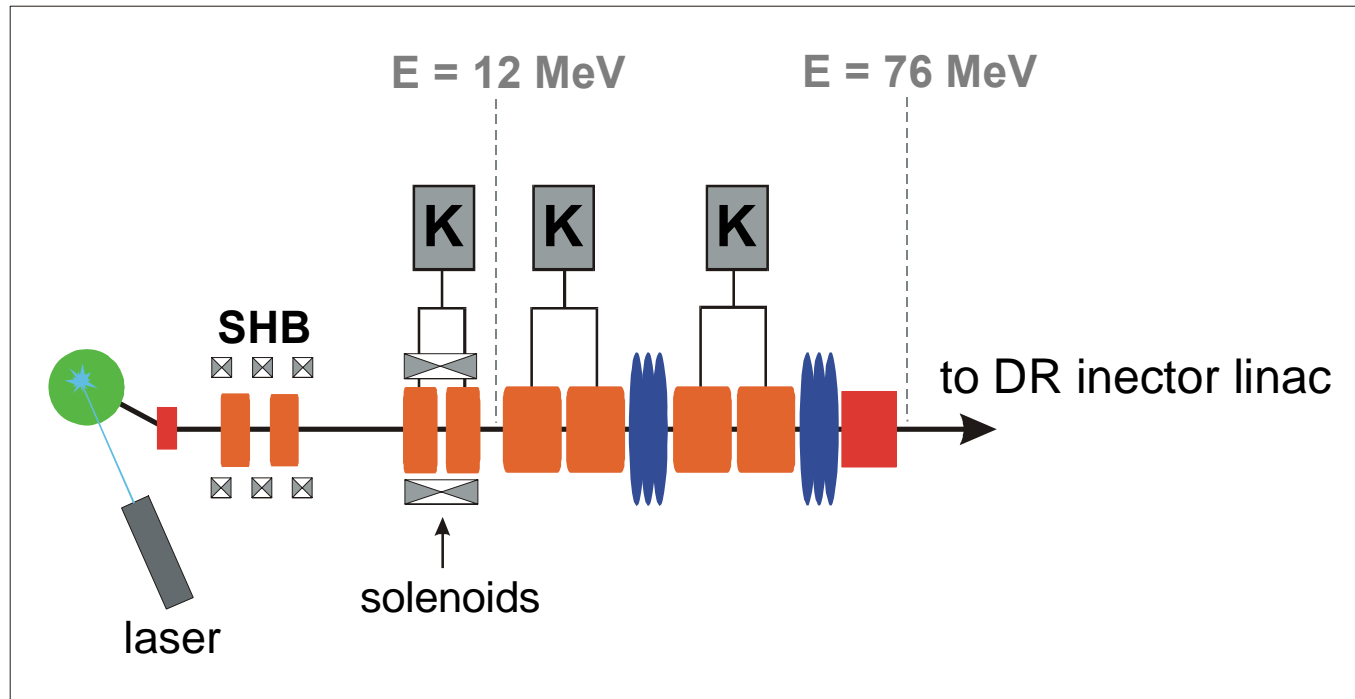 E = 12 MeV
E = 76 MeV
K
K
K
SHB
to DR inector linac
solenoids
laser